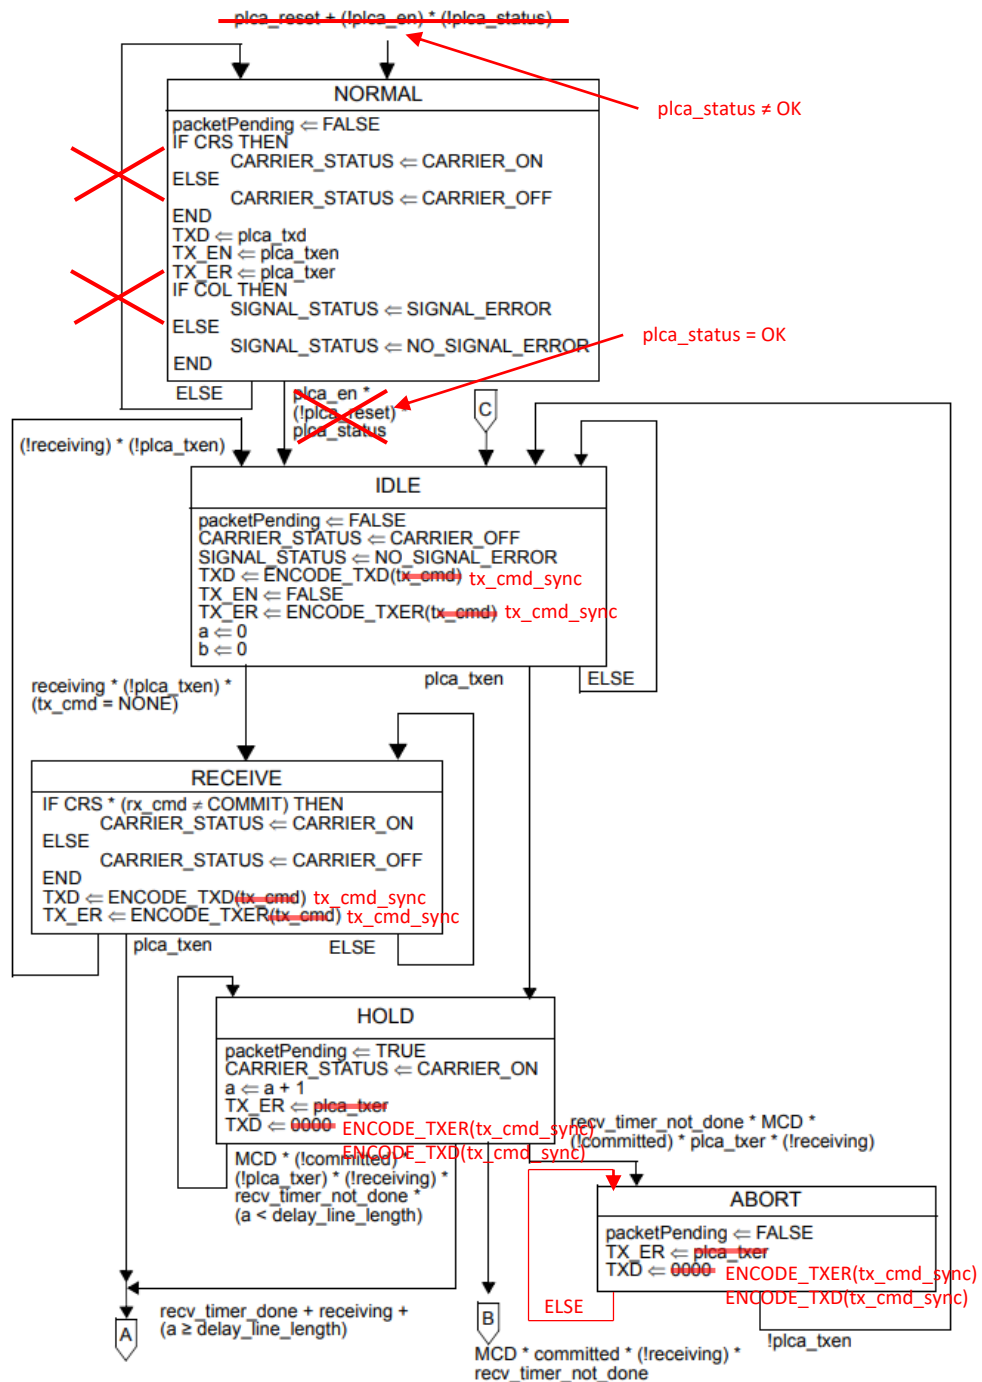 plca_reset + (!plca_en) * (!plca_status)
plca_status ≠ OK
NORMAL
packetPending ⇐ FALSE
IF CRS THEN
CARRIER_STATUS ⇐ CARRIER_ON
ELSE
CARRIER_STATUS ⇐ CARRIER_OFF
END
TXD ⇐ plca_txd
TX_EN ⇐ plca_txen
TX_ER ⇐ plca_txer
IF COL THEN
SIGNAL_STATUS ⇐ SIGNAL_ERROR
ELSE
SIGNAL_STATUS ⇐ NO_SIGNAL_ERROR
END
plca_status = OK
ELSE
plca_en *
(!plca_reset)
plca_status
C
(!receiving) * (!plca_txen)
IDLE
packetPending ⇐ FALSE
CARRIER_STATUS ⇐ CARRIER_OFF
SIGNAL_STATUS ⇐ NO_SIGNAL_ERROR
TXD ⇐ ENCODE_TXD(tx_cmd) tx_cmd_sync
TX_EN ⇐ FALSE
TX_ER ⇐ ENCODE_TXER(tx_cmd) tx_cmd_sync
a ⇐ 0
b ⇐ 0
receiving * (!plca_txen) *
(tx_cmd = NONE)
plca_txen
ELSE
RECEIVE
IF CRS * (rx_cmd ≠ COMMIT) THEN
CARRIER_STATUS ⇐ CARRIER_ON
ELSE
CARRIER_STATUS ⇐ CARRIER_OFF
END
TXD ⇐ ENCODE_TXD(tx_cmd) tx_cmd_sync
TX_ER ⇐ ENCODE_TXER(tx_cmd) tx_cmd_sync
plca_txen
ELSE
HOLD
packetPending ⇐ TRUE
CARRIER_STATUS ⇐ CARRIER_ON
a ⇐ a + 1
TX_ER ⇐ plca_txer
TXD ⇐ 0000 ENCODE_TXER(tx_cmd_sync)
ENCODE_TXD(tx_cmd_sync)
recv_timer_not_done * MCD *
(!committed) * plca_txer * (!receiving)
MCD * (!committed) *
(!plca_txer) * (!receiving) *
recv_timer_not_done *
(a < delay_line_length)
ABORT
packetPending ⇐ FALSE
TX_ER ⇐ plca_txer
TXD ⇐ 0000 ENCODE_TXER(tx_cmd_sync)
ENCODE_TXD(tx_cmd_sync)
ELSE
!plca_txen
A
recv_timer_done + receiving +
(a ≥ delay_line_length)
B
MCD * committed * (!receiving) *
recv_timer_not_done